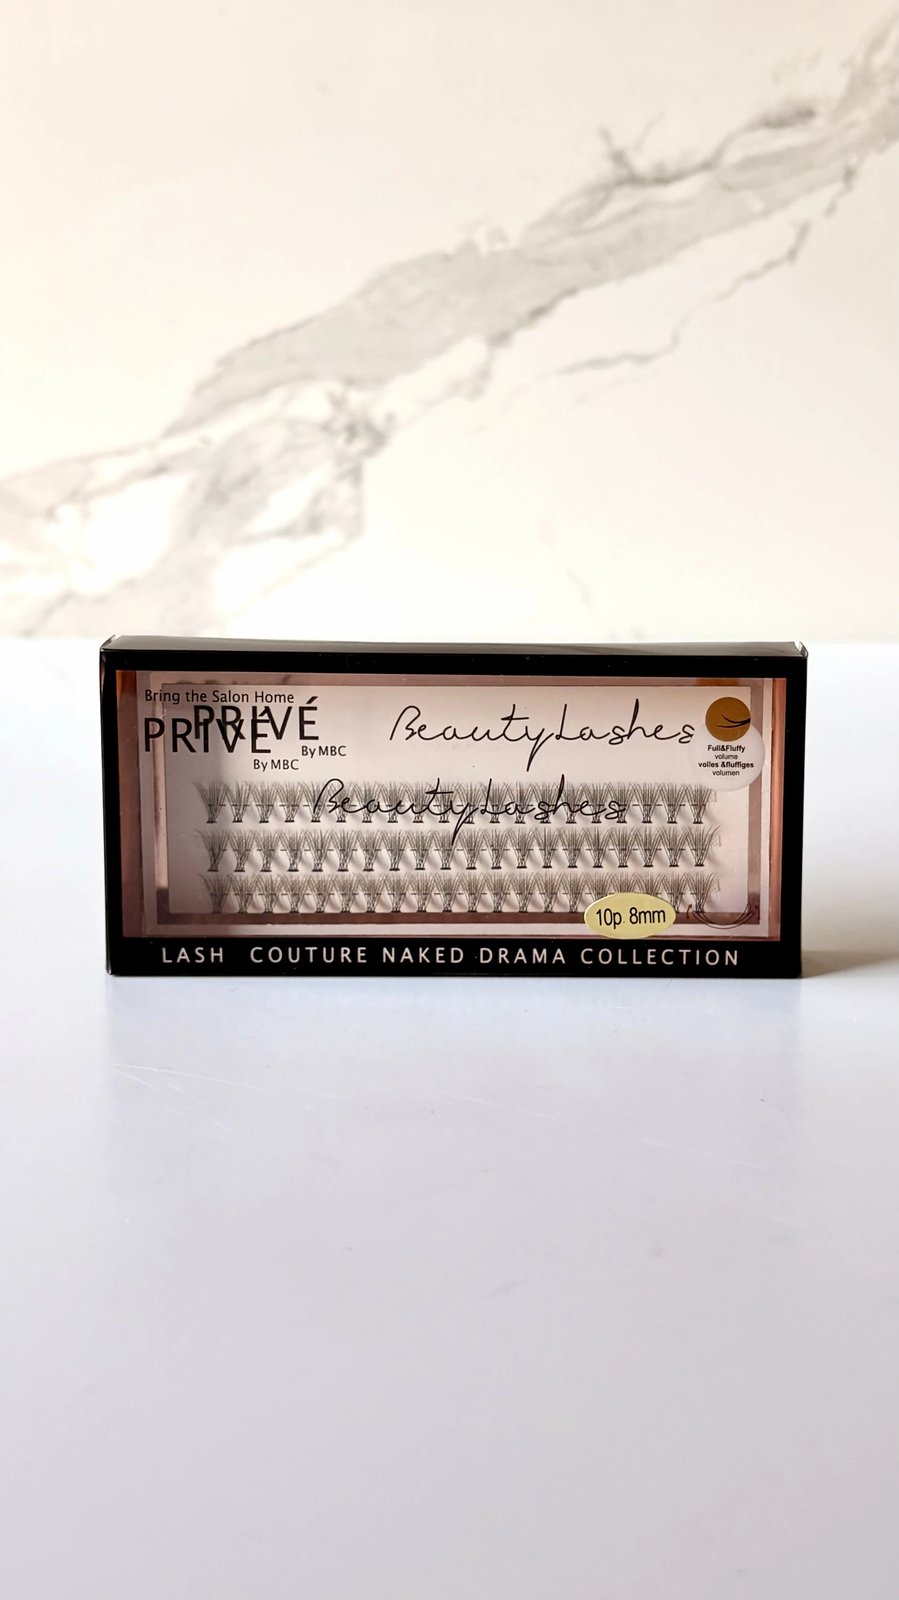 Bring the Salon Home
PRIVÉ
By MBC
PRIVÉ
By MBC
BeautyLashes
BeautyLashes
Full&Fluffy
volume
volles &fluffiges
volumen
10p 8mm
LASH COUTURE NAKED DRAMA COLLECTION